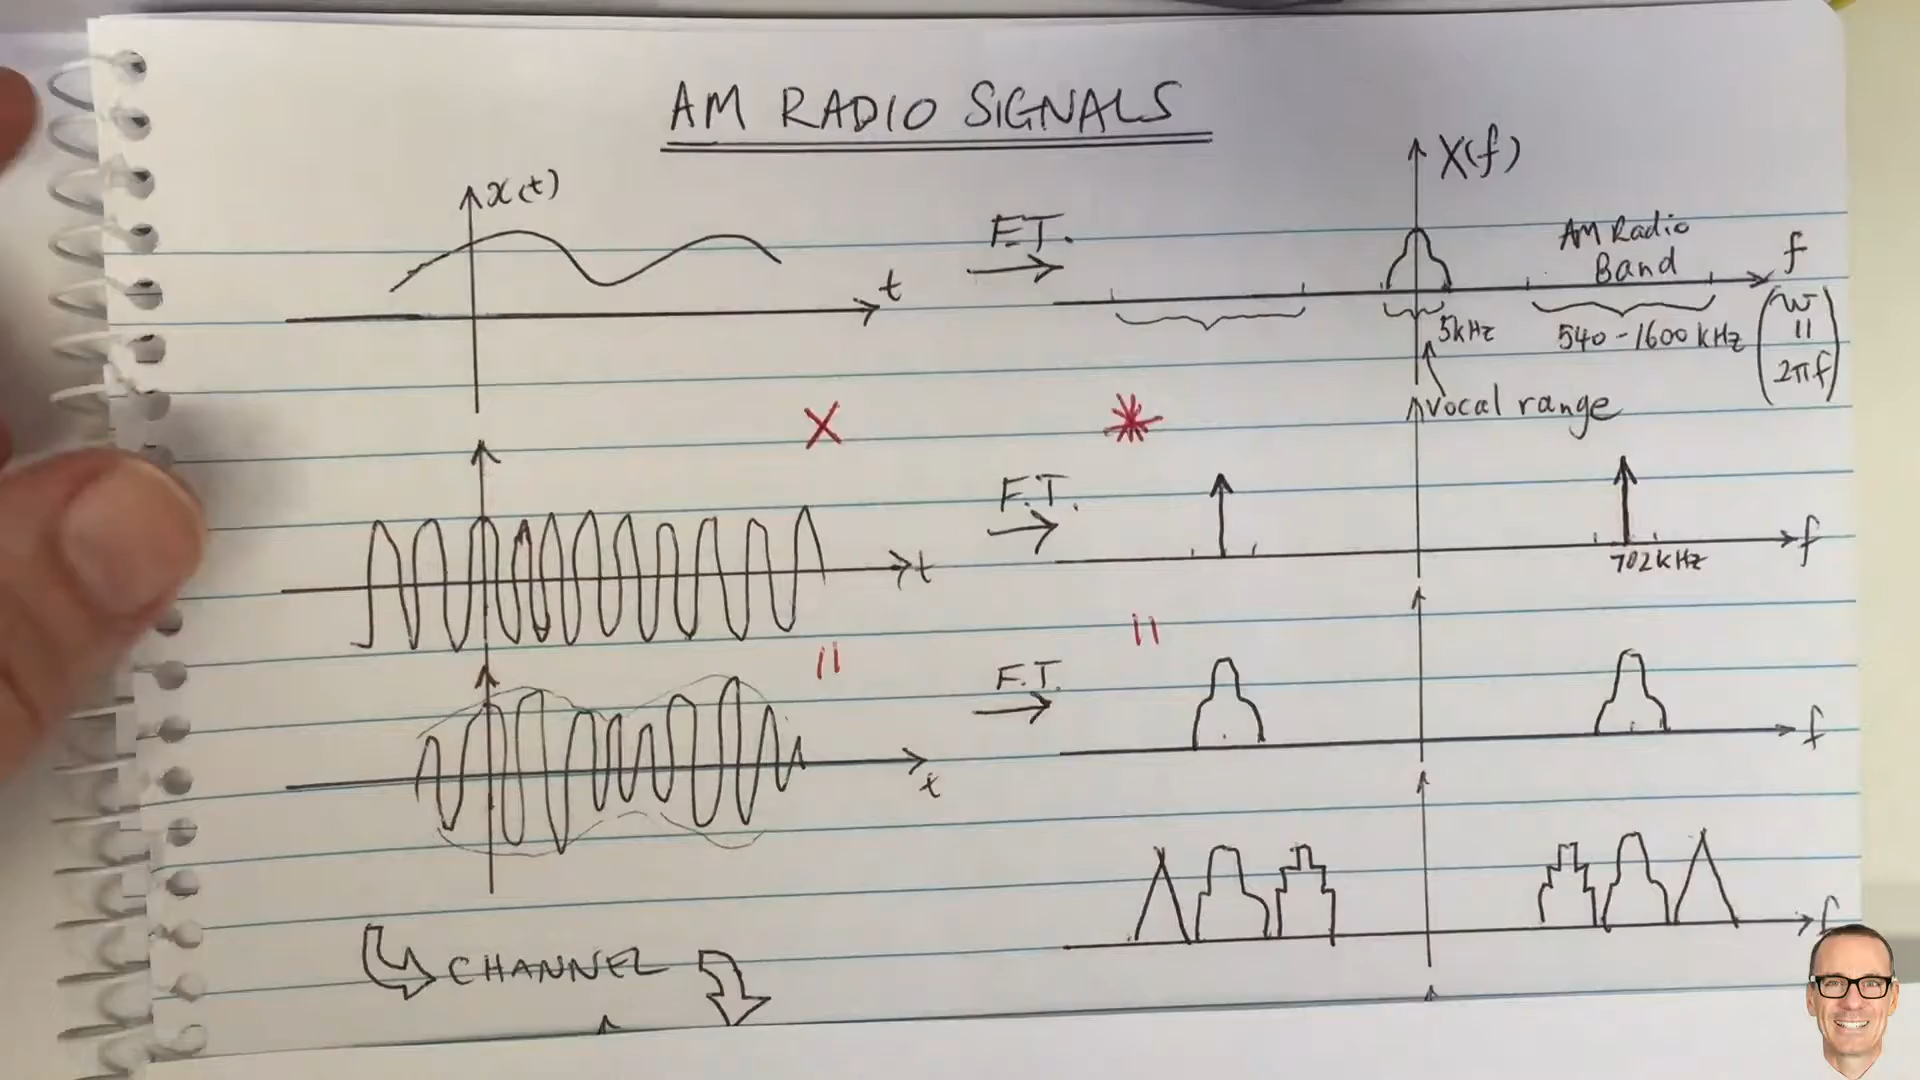 AM RADIO SIGNALS
x(t)
t
F.T.
X(f)
AM Radio
Band
f
5kHz
540-1600 kHz
(w
||
2πf)
vocal range
X
*
t
F.T.
702kHz
f
||
||
t
F.T.
f
CHANNEL
f